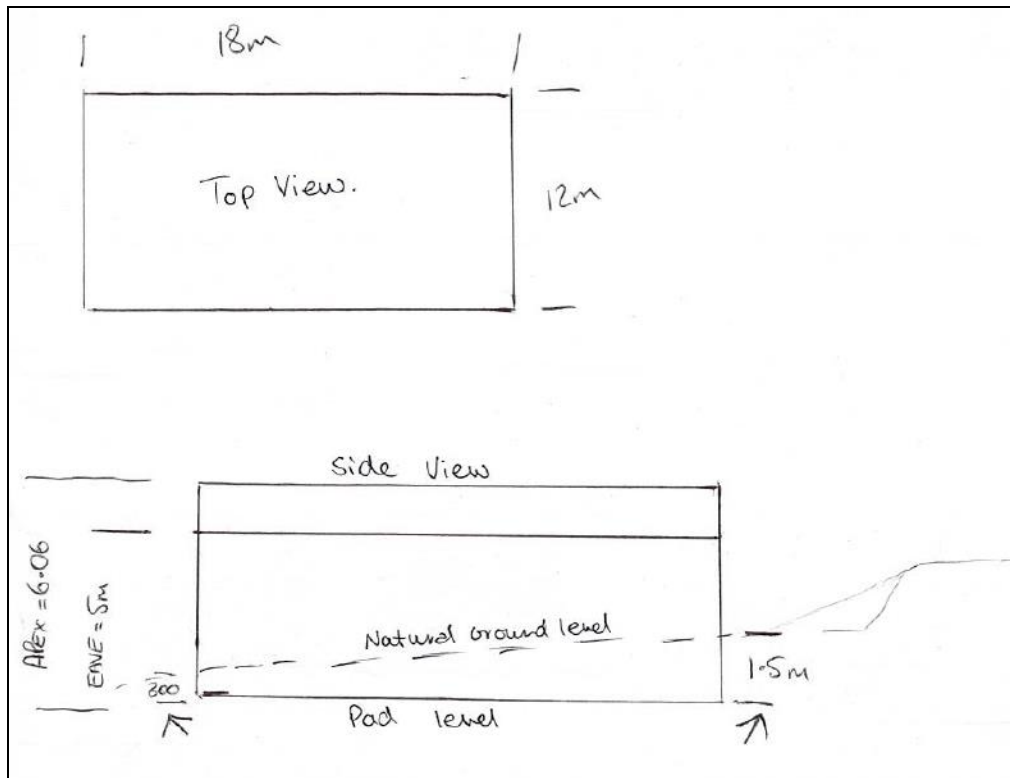 18m
Top View.
12m
Side View
APEX = 6.06
EAVE = 5m
Natural Ground level
300
1.5m
Pad level